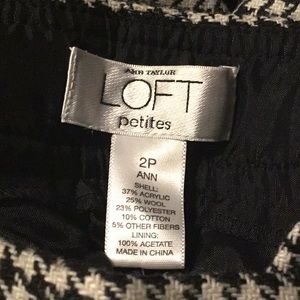 ANN TAYLOR
LOFT
petites
2P
ANN
SHELL:
37% ACRYLIC
25% WOOL
23% POLYESTER
10% COTTON
5% OTHER FIBERS
LINING:
100% ACETATE
MADE IN CHINA